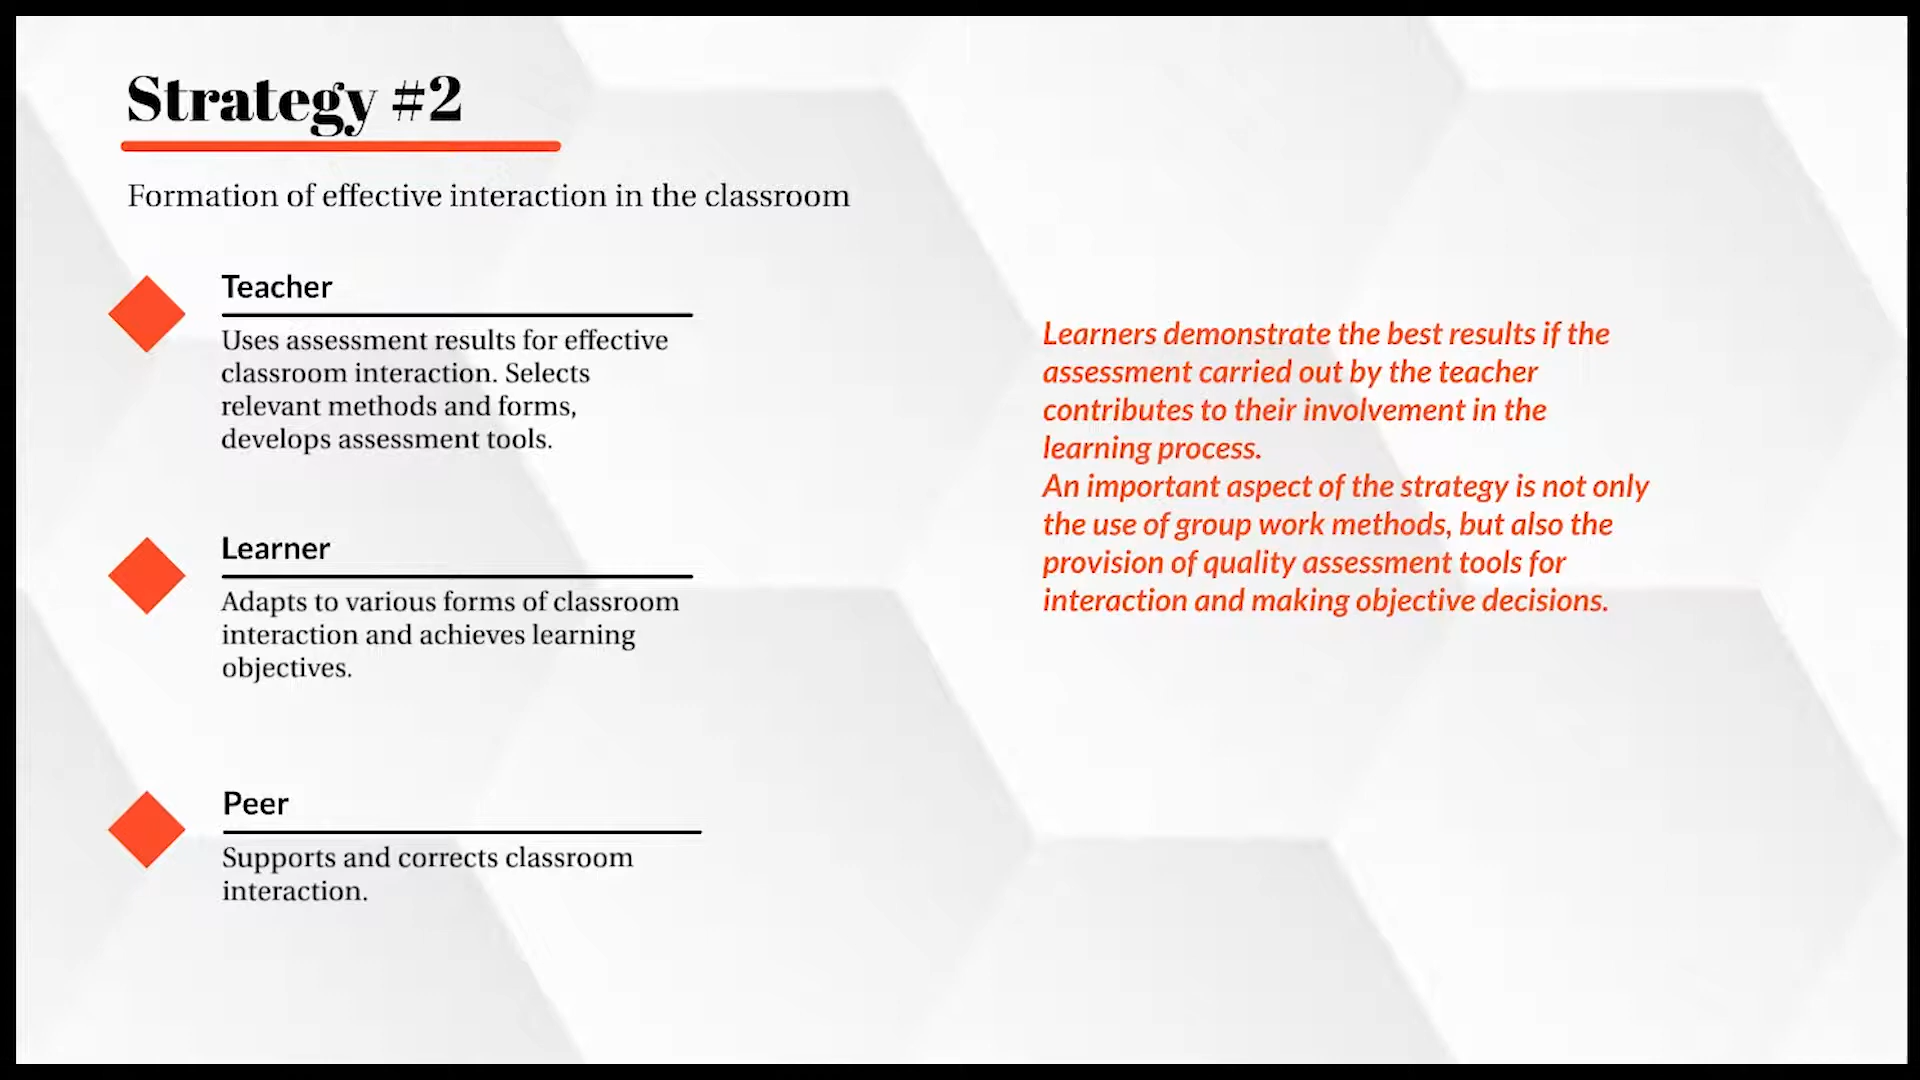 Strategy #2
Formation of effective interaction in the classroom
Teacher
Uses assessment results for effective
classroom interaction. Selects
relevant methods and forms,
develops assessment tools.
Learner
Adapts to various forms of classroom
interaction and achieves learning
objectives.
Peer
Supports and corrects classroom
interaction.
Learners demonstrate the best results if the
assessment carried out by the teacher
contributes to their involvement in the
learning process.
An important aspect of the strategy is not only
the use of group work methods, but also the
provision of quality assessment tools for
interaction and making objective decisions.